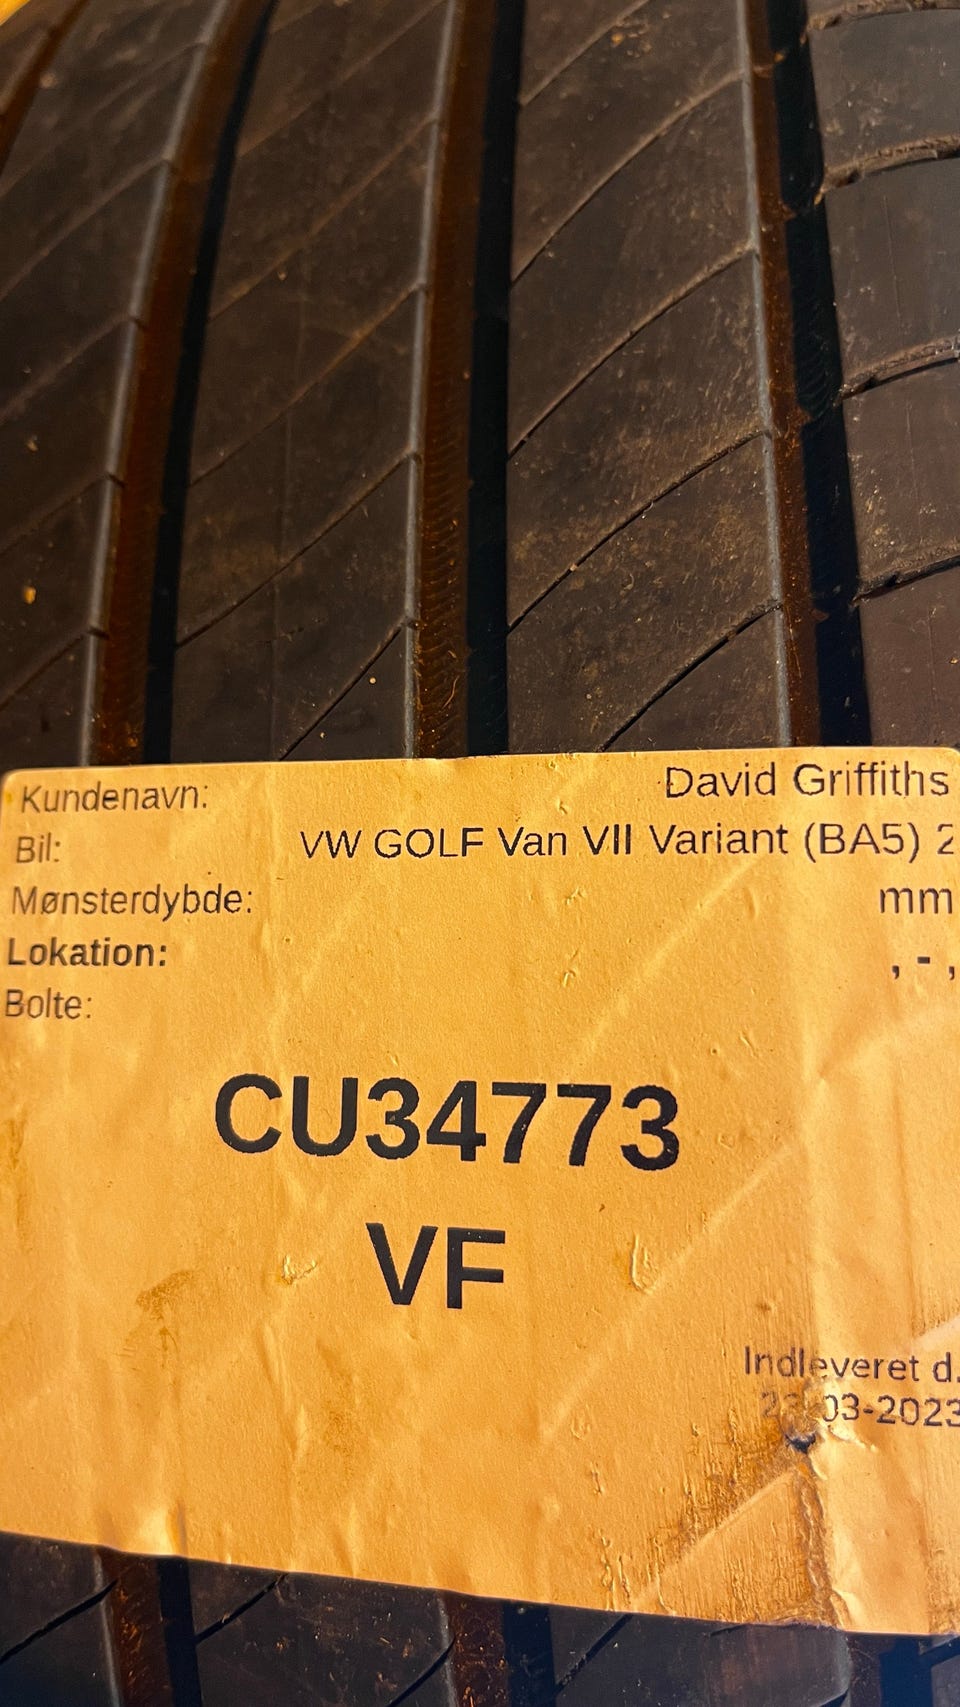 Kundenavn: David Griffiths
Bil: VW GOLF Van VII Variant (BA5) 2
Mønsterdybde: mm
Lokation: , - ,
Bolte:
CU34773
VF
Indleveret d.
03-2023